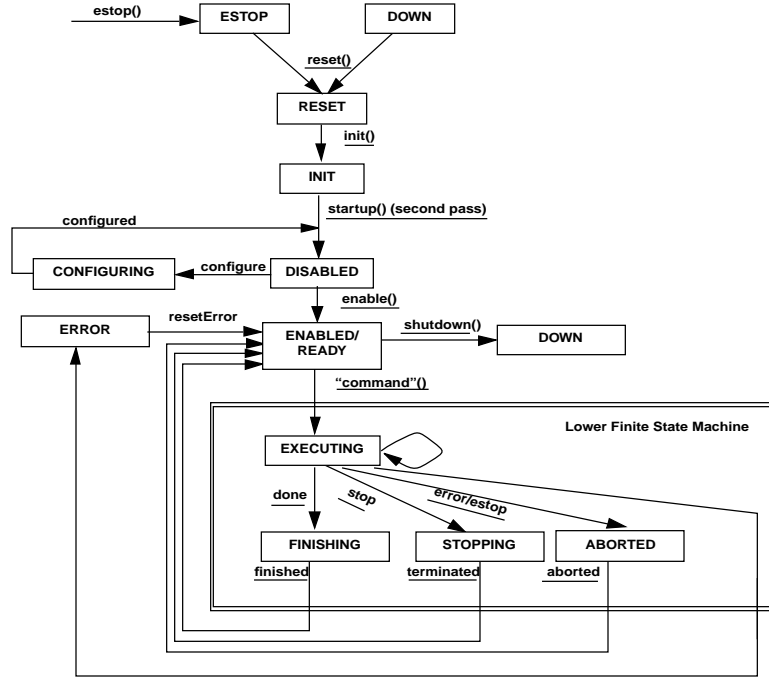 estop()
ESTOP
DOWN
reset()
RESET
init()
INIT
startup() (second pass)
configured
CONFIGURING
configure
DISABLED
enable()
ERROR
resetError
ENABLED/
READY
shutdown()
DOWN
“command”()
Lower Finite State Machine
EXECUTING
done
stop
error/estop
FINISHING
STOPPING
ABORTED
finished
terminated
aborted